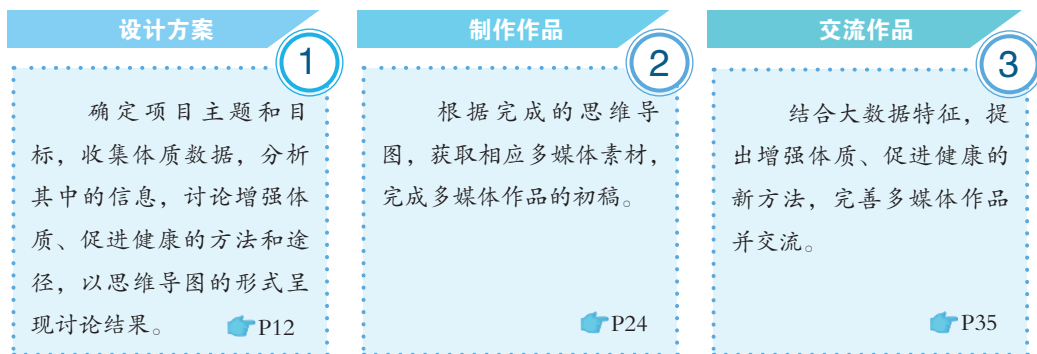 设计方案
1
确定项目主题和目
标，收集体质数据，分析
其中的信息，讨论增强体
质、促进健康的方法和途
径，以思维导图的形式呈
现讨论结果。 P12
制作作品
2
根据完成的思维导
图，获取相应多媒体素材，
完成多媒体作品的初稿。
P24
交流作品
3
结合大数据特征，提
出增强体质、促进健康的
新方法，完善多媒体作品
并交流。
P35